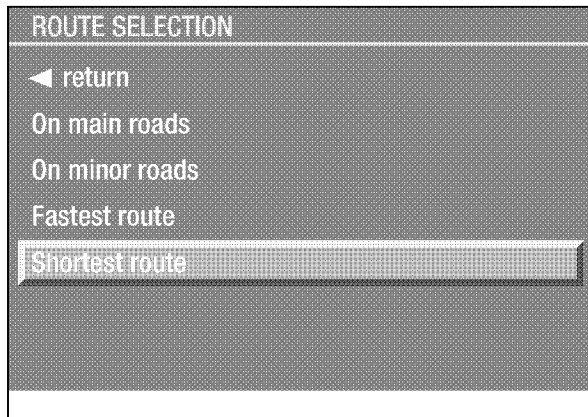 ROUTE SELECTION
◄ return
On main roads
On minor roads
Fastest route
Shortest route